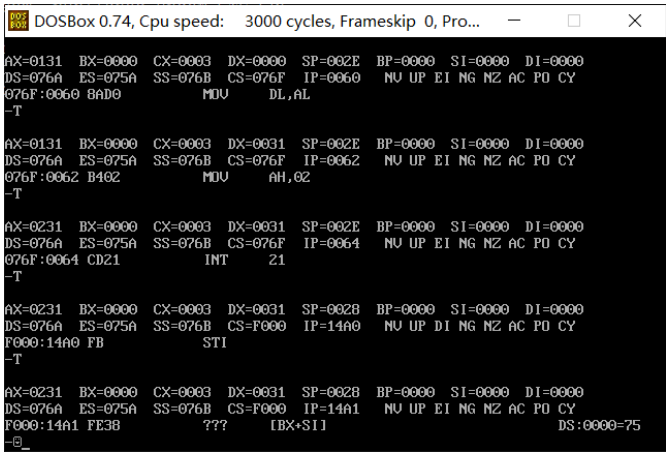 DOSBox 0.74, Cpu speed:    3000 cycles, Frameskip  0, Pro...
AX=0131  BX=0000  CX=0003  DX=0000  SP=002E  BP=0000  SI=0000  DI=0000
DS=076A  ES=075A  SS=076B  CS=076F  IP=0060   NV UP EI NG NZ AC PO CY
076F:0060 8AD0          MOV     DL,AL
-T
AX=0131  BX=0000  CX=0003  DX=0031  SP=002E  BP=0000  SI=0000  DI=0000
DS=076A  ES=075A  SS=076B  CS=076F  IP=0062   NV UP EI NG NZ AC PO CY
076F:0062 B402          MOV     AH,02
-T
AX=0231  BX=0000  CX=0003  DX=0031  SP=002E  BP=0000  SI=0000  DI=0000
DS=076A  ES=075A  SS=076B  CS=076F  IP=0064   NV UP EI NG NZ AC PO CY
076F:0064 CD21          INT     21
-T
AX=0231  BX=0000  CX=0003  DX=0031  SP=0028  BP=0000  SI=0000  DI=0000
DS=076A  ES=075A  SS=076B  CS=F000  IP=14A0   NV UP DI NG NZ AC PO CY
F000:14A0 FB            STI
-T
AX=0231  BX=0000  CX=0003  DX=0031  SP=0028  BP=0000  SI=0000  DI=0000
DS=076A  ES=075A  SS=076B  CS=F000  IP=14A1   NV UP EI NG NZ AC PO CY
F000:14A1 FE38          ???     [BX+SI]                            DS:0000=75
-